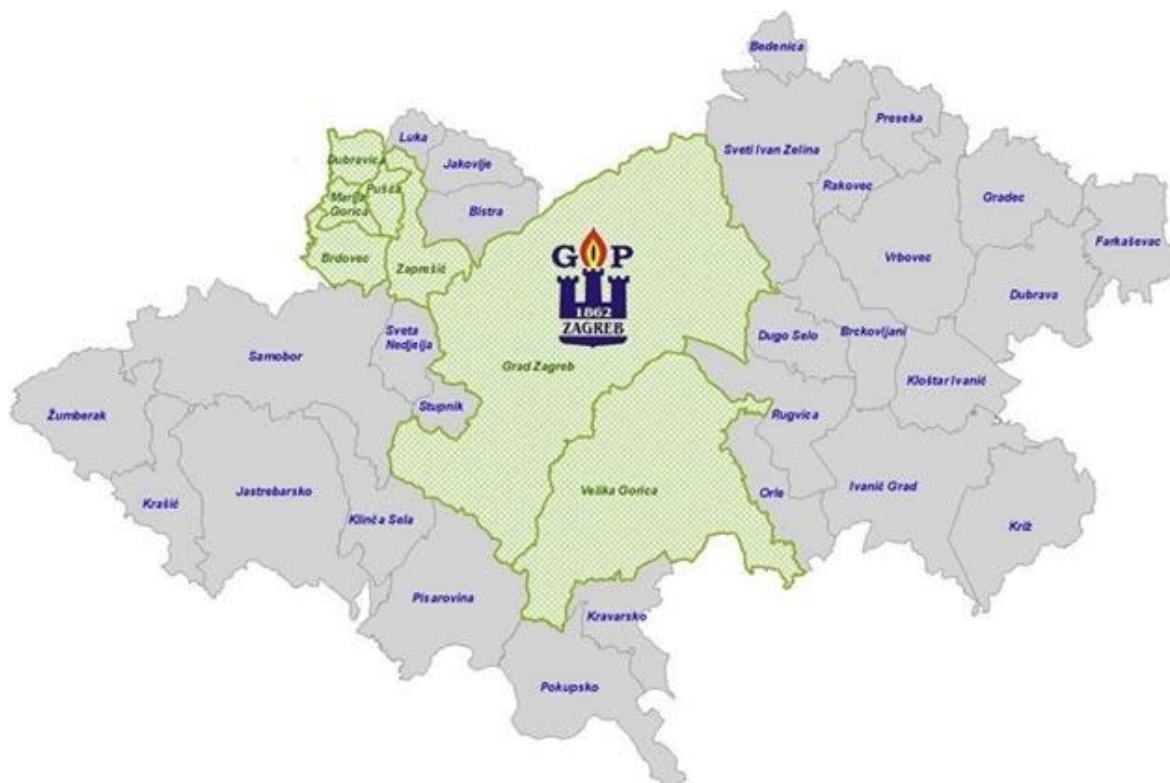 Bedenica
Preseka
Luka
Sveti Ivan Zelina
Dubravica
Jakovlje
Pušća
Rakovec
Gradec
Marija
Gorica
Bistra
Farkaševac
G P
Brdovec
Zaprešić
Vrbovec
Dubrava
1862
ZAGREB
Sveta
Nedjelja
Dugo Selo
Brckovljani
Samobor
Grad Zagreb
Kloštar Ivanić
Stupnik
Žumberak
Rugvica
Jastrebarsko
Velika Gorica
Orle
Ivanić Grad
Krašić
Klinča Sela
Križ
Pisarovina
Kravarsko
Pokupsko